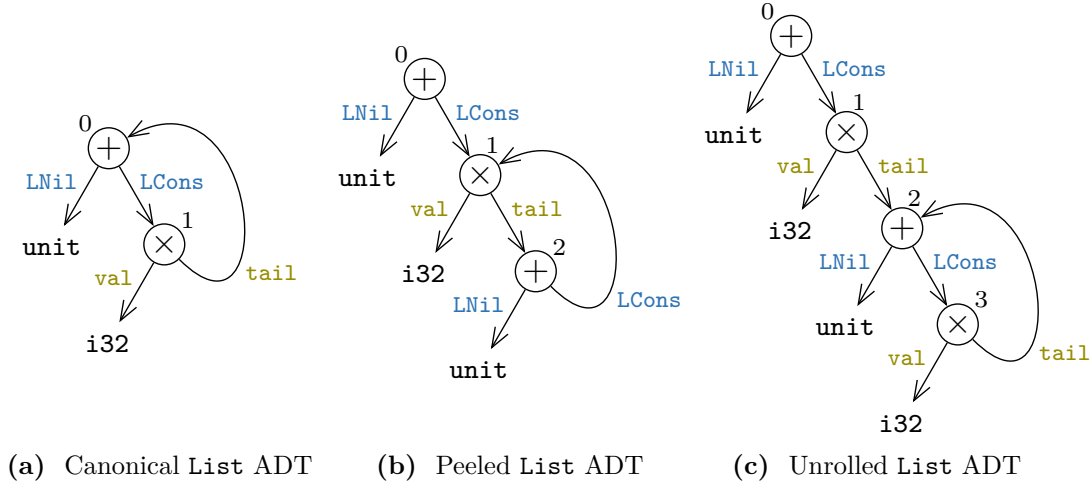 0
+
LNil
LCons
unit
1
×
val
tail
i32
(a) Canonical List ADT
0
+
LNil
LCons
unit
1
×
val
tail
i32
2
+
LNil
LCons
unit
(b) Peeled List ADT
0
+
LNil
LCons
unit
1
×
val
tail
i32
2
+
LNil
LCons
unit
3
×
val
tail
i32
(c) Unrolled List ADT